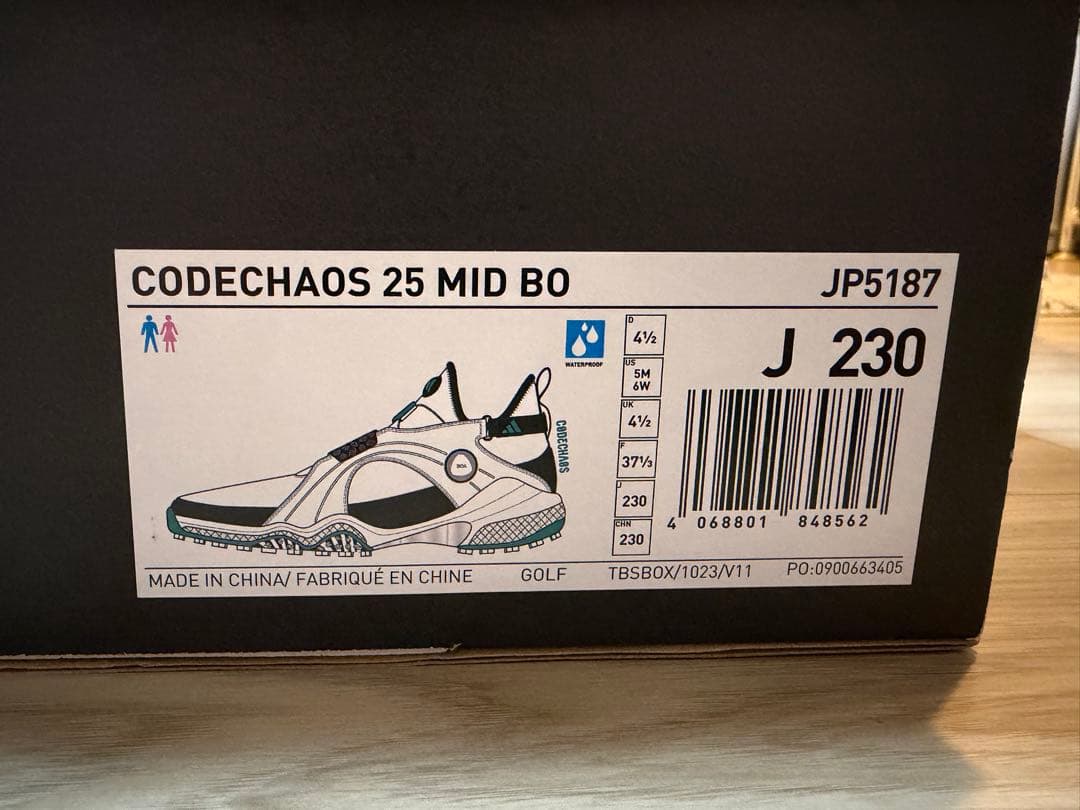 CODECHAOS 25 MID BO
JP5187
WATERPROOF
D
4½
US
5M
6W
UK
4½
F
37⅓
J
230
CHN
230
J 230
4 068801 848562
BOA
CODECHAOS
MADE IN CHINA/ FABRIQUÉ EN CHINE
GOLF
TBSBOX/1023/V11
PO:0900663405